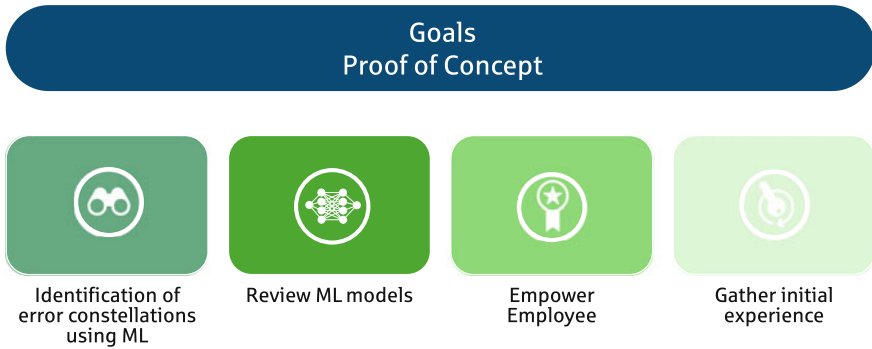 Goals
Proof of Concept
Identification of
error constellations
using ML
Review ML models
Empower
Employee
Gather initial
experience